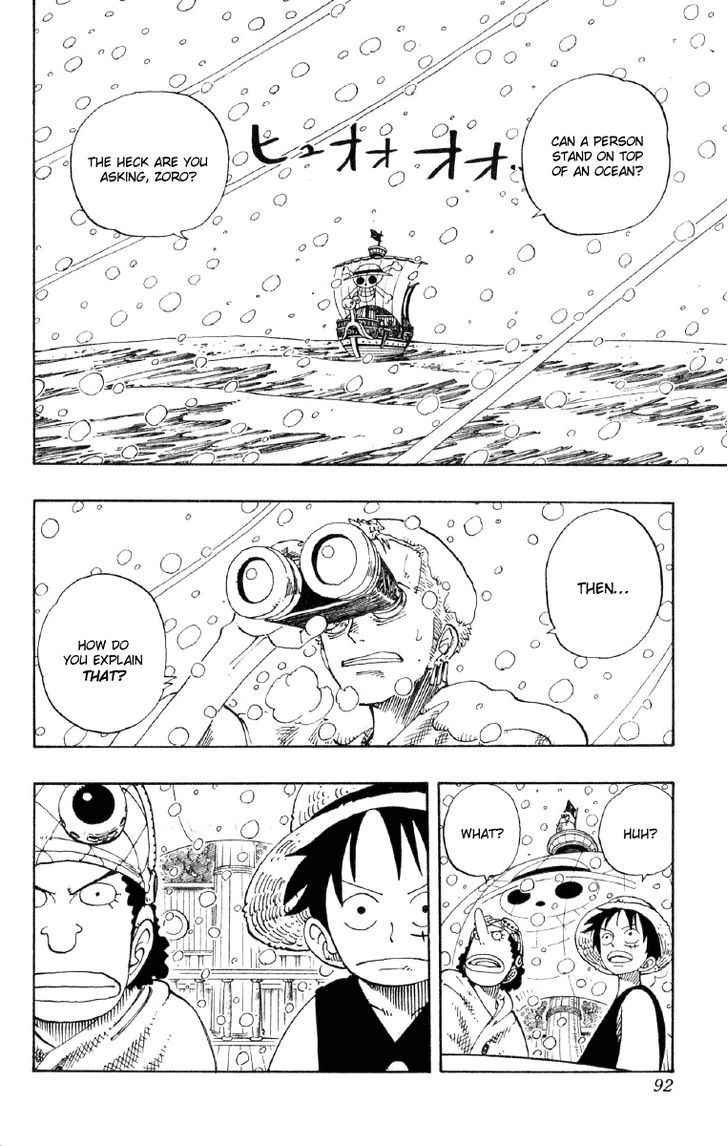 CAN A PERSON
STAND ON TOP
OF AN OCEAN?
ヒュオオオオ..
THE HECK ARE YOU
ASKING, ZORO?
THEN...
HOW DO
YOU EXPLAIN
THAT?
HUH?
WHAT?
92